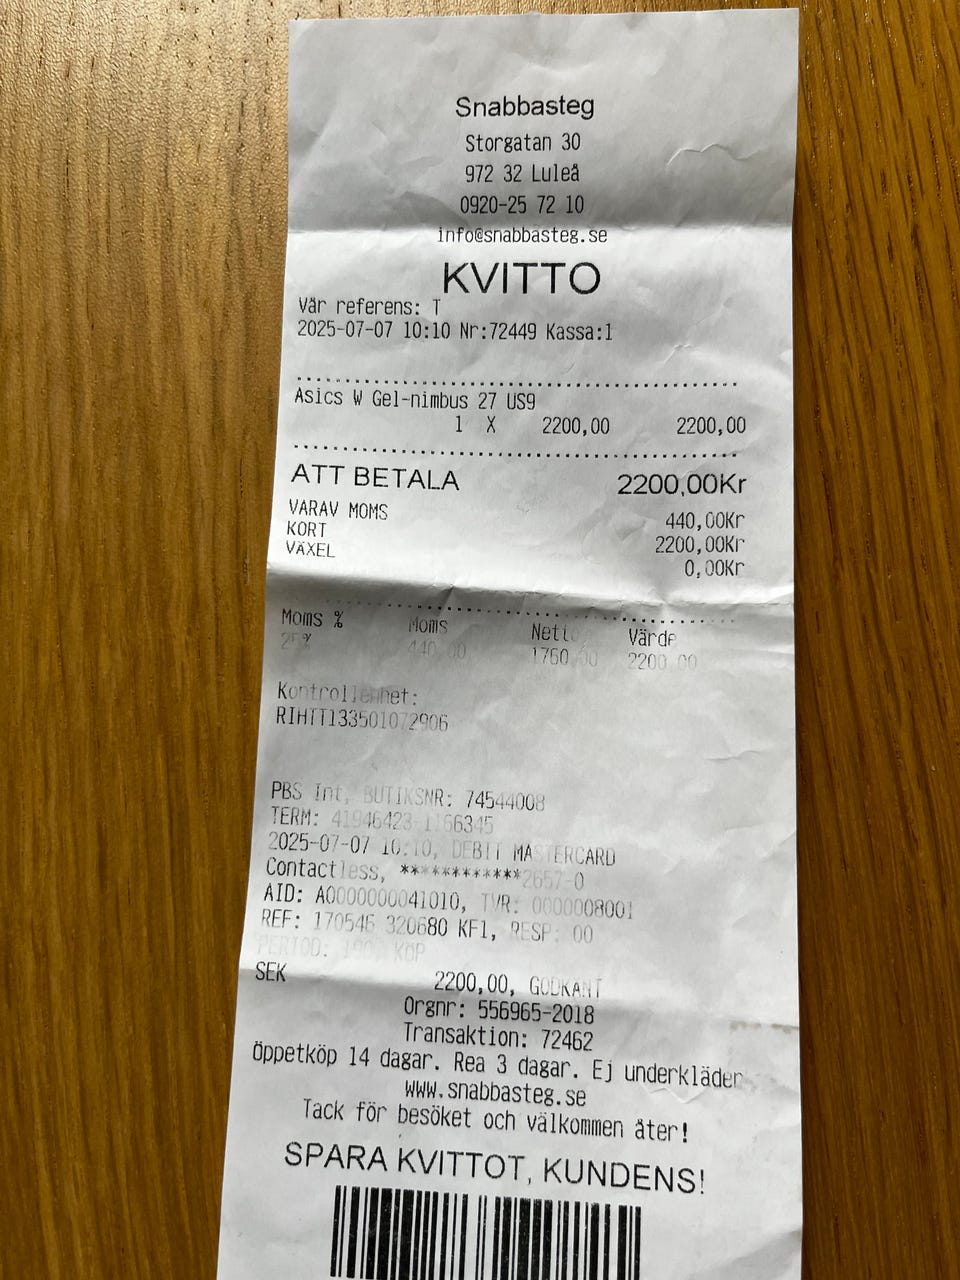 Snabbasteg
Storgatan 30
972 32 Luleå
0920-25 72 10
info@snabbasteg.se
KVITTO
Vår referens: T
2025-07-07 10:10 Nr:72449 Kassa:1
Asics W Gel-nimbus 27 US9
1 X 2200,00 2200,00
ATT BETALA 2200,00Kr
VARAV MOMS 440,00Kr
KORT 2200,00Kr
VÄXEL 0,00Kr
Moms % Moms Netto Värde
25% 440,00 1760,00 2200,00
Kontrollenhet:
RIHTT133501072906
PBS Int, BUTIKSNR: 74544008
TERM: 41946423-1166345
2025-07-07 10:10, DEBIT MASTERCARD
Contactless, ************2657-0
AID: A0000000041010, TVR: 0000008001
REF: 170546 320680 KF1, RESP: 00
PERIOD: KÖP
SEK 2200,00, GODKÄNT
Orgnr: 556965-2018
Transaktion: 72462
Öppetköp 14 dagar. Rea 3 dagar. Ej underkläder
www.snabbasteg.se
Tack för besöket och välkommen åter!
SPARA KVITTOT, KUNDENS!